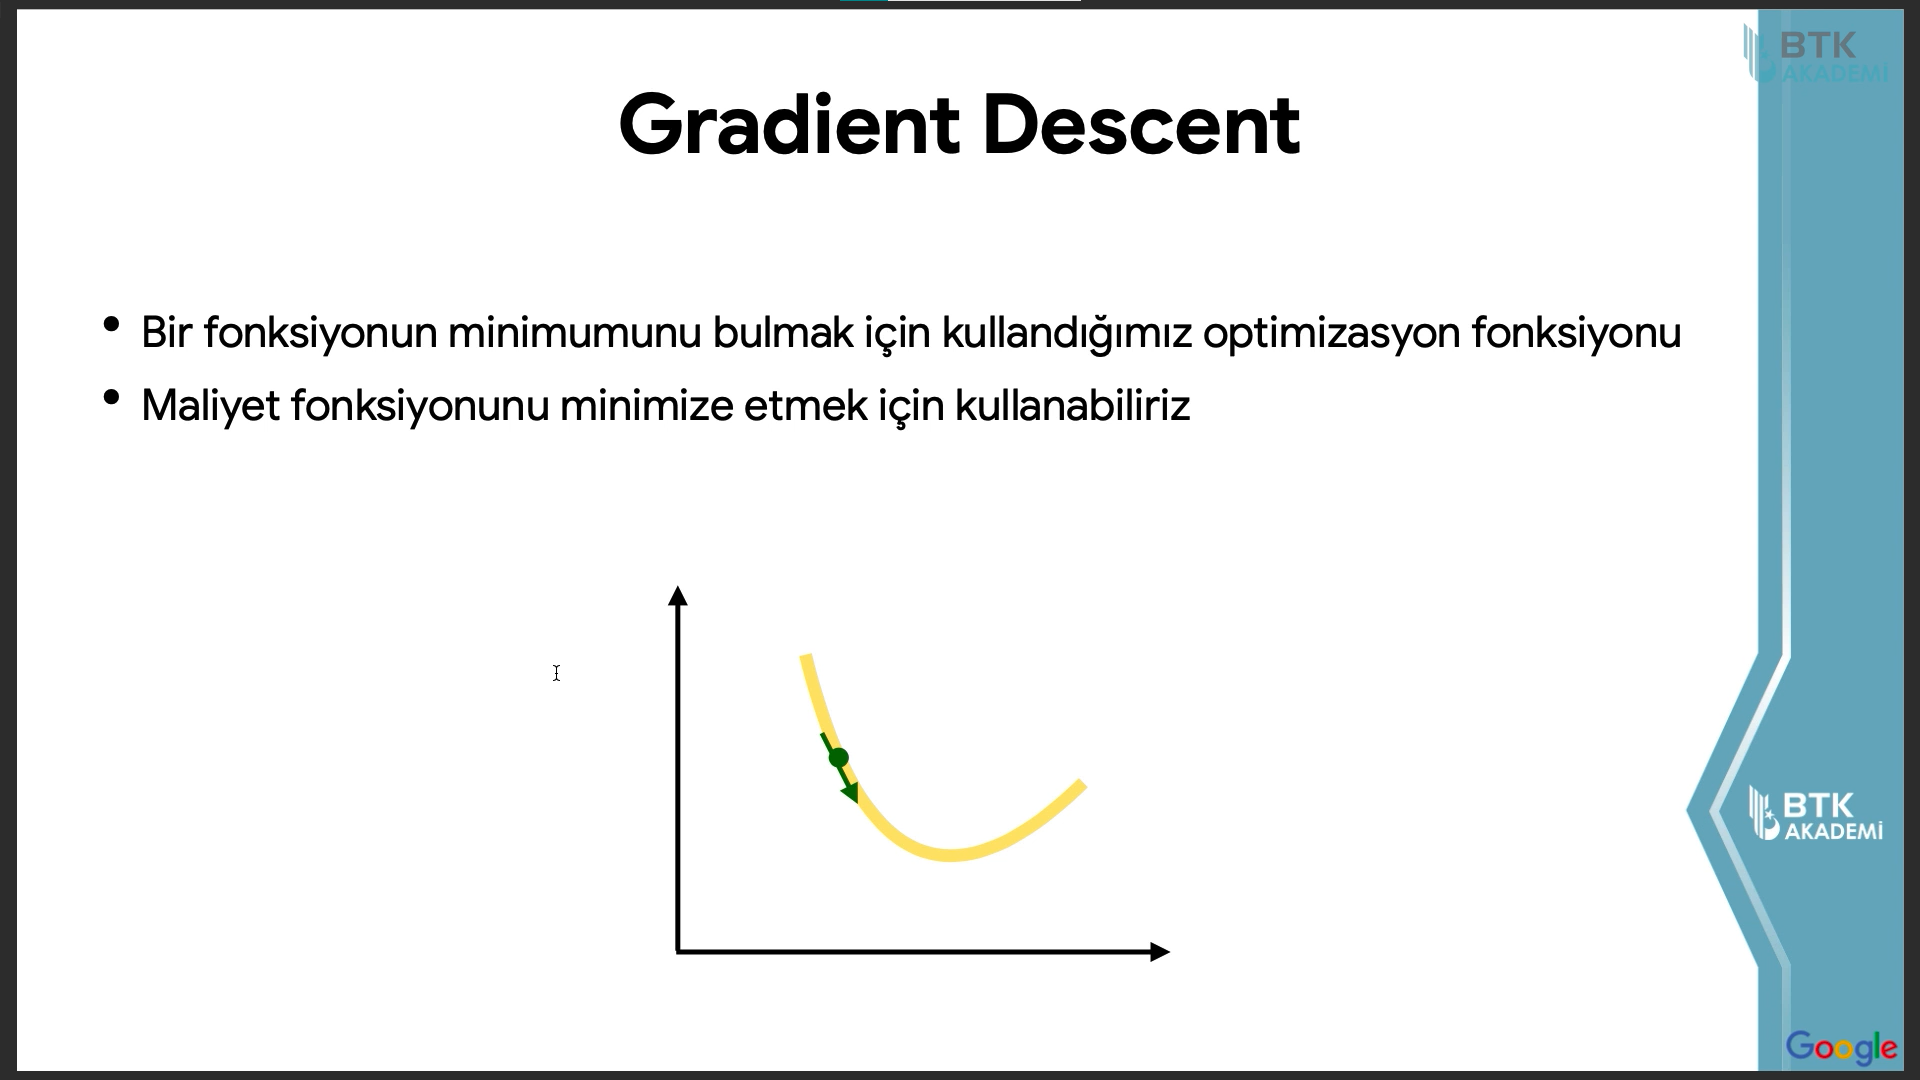 BTK
AKADEMİ
Gradient Descent
• Bir fonksiyonun minimumunu bulmak için kullandığımız optimizasyon fonksiyonu
• Maliyet fonksiyonunu minimize etmek için kullanabiliriz
BTK
AKADEMİ
Google